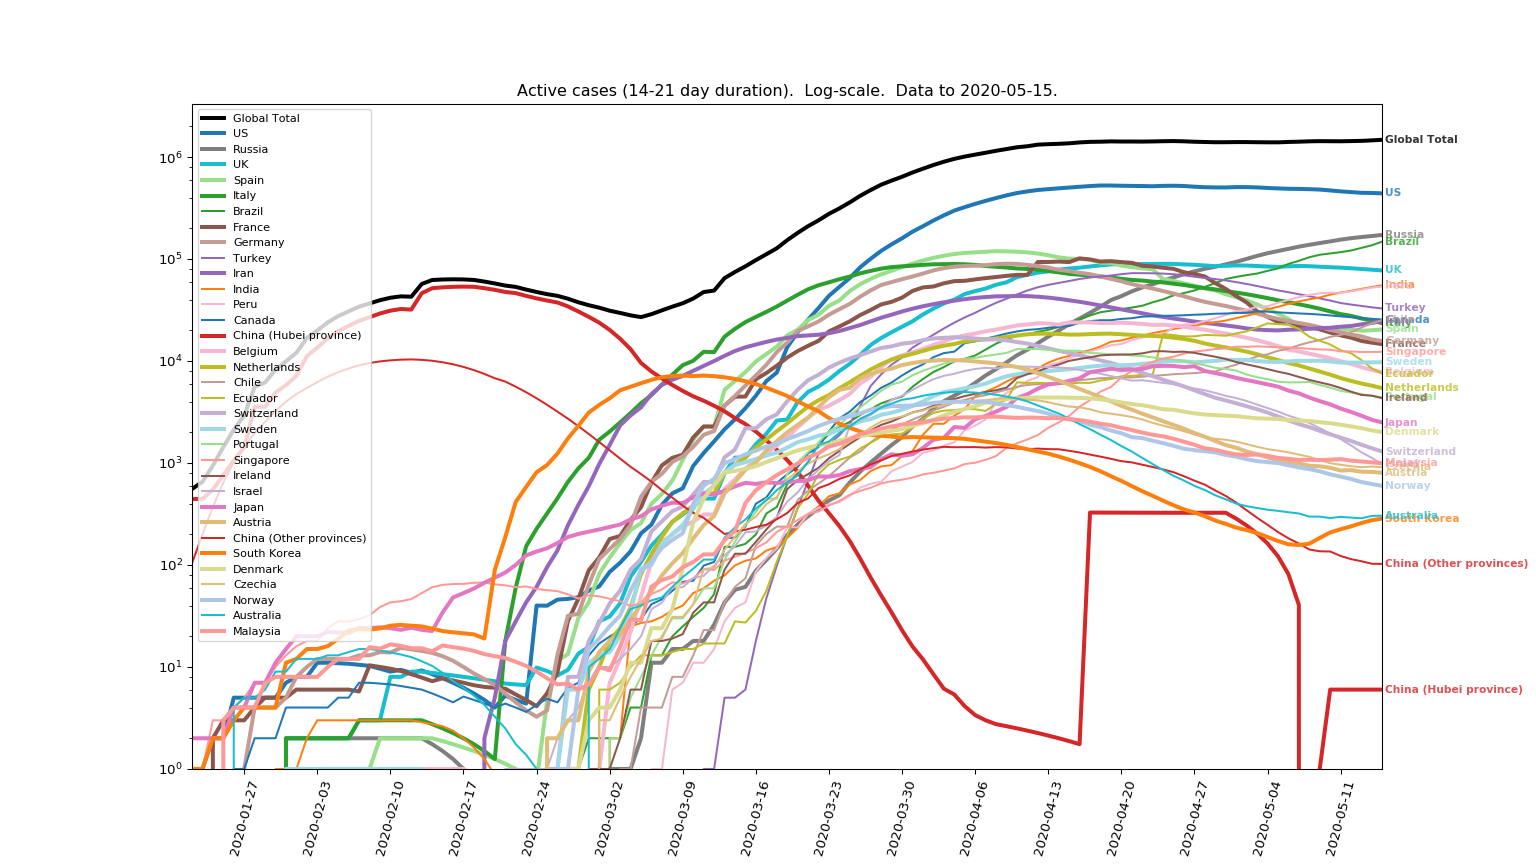 Active cases (14-21 day duration).  Log-scale.  Data to 2020-05-15.
Global Total
US
Russia
UK
Spain
Italy
Brazil
France
Germany
Turkey
Iran
India
Peru
Canada
China (Hubei province)
Belgium
Netherlands
Chile
Ecuador
Switzerland
Sweden
Portugal
Singapore
Ireland
Israel
Japan
Austria
China (Other provinces)
South Korea
Denmark
Czechia
Norway
Australia
Malaysia
10^6
10^5
10^4
10^3
10^2
10^1
10^0
2020-01-27
2020-02-03
2020-02-10
2020-02-17
2020-02-24
2020-03-02
2020-03-09
2020-03-16
2020-03-23
2020-03-30
2020-04-06
2020-04-13
2020-04-20
2020-04-27
2020-05-04
2020-05-11
Global Total
US
Russia
Brazil
UK
India
Turkey
Canada
Italy
Spain
Germany
France
Singapore
Sweden
Ecuador
Netherlands
Ireland
Japan
Denmark
Switzerland
Malaysia
Austria
Norway
Australia
South Korea
China (Other provinces)
China (Hubei province)